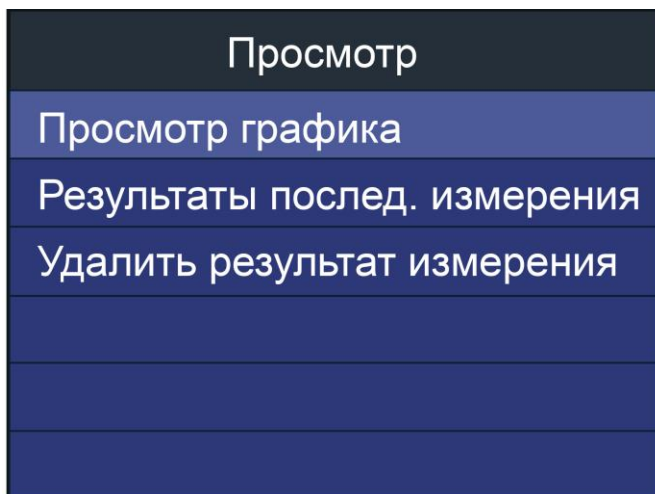 Просмотр
Просмотр графика
Результаты послед. измерения
Удалить результат измерения